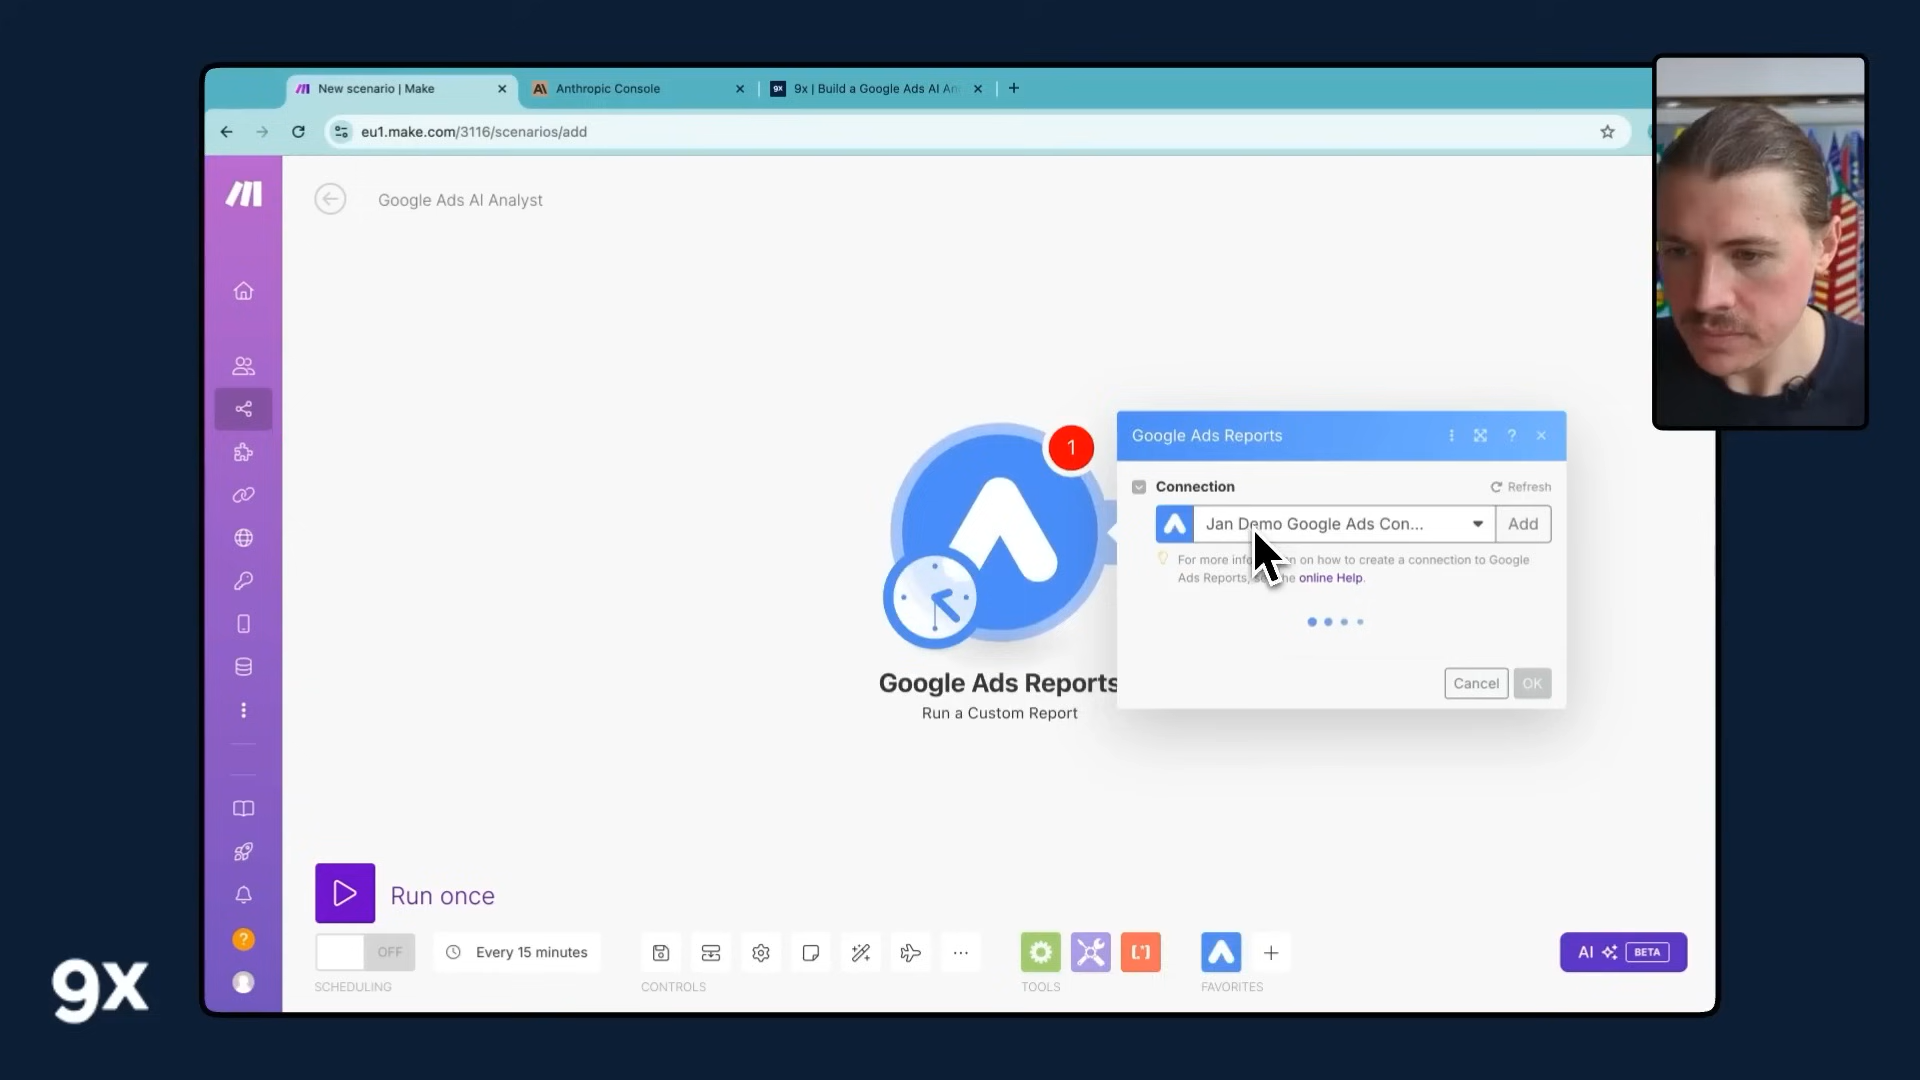 New scenario | Make
Anthropic Console
9x | Build a Google Ads AI An
eu1.make.com/3116/scenarios/add
Google Ads AI Analyst
1
Google Ads Reports
?
Connection
Refresh
Jan Demo Google Ads Con...
Add
For more on how to create a connection to Google
Ads Reports, online Help.
Cancel
OK
Google Ads Reports
Run a Custom Report
Run once
OFF
Every 15 minutes
AI BETA
SCHEDULING
CONTROLS
TOOLS
FAVORITES
?
9x